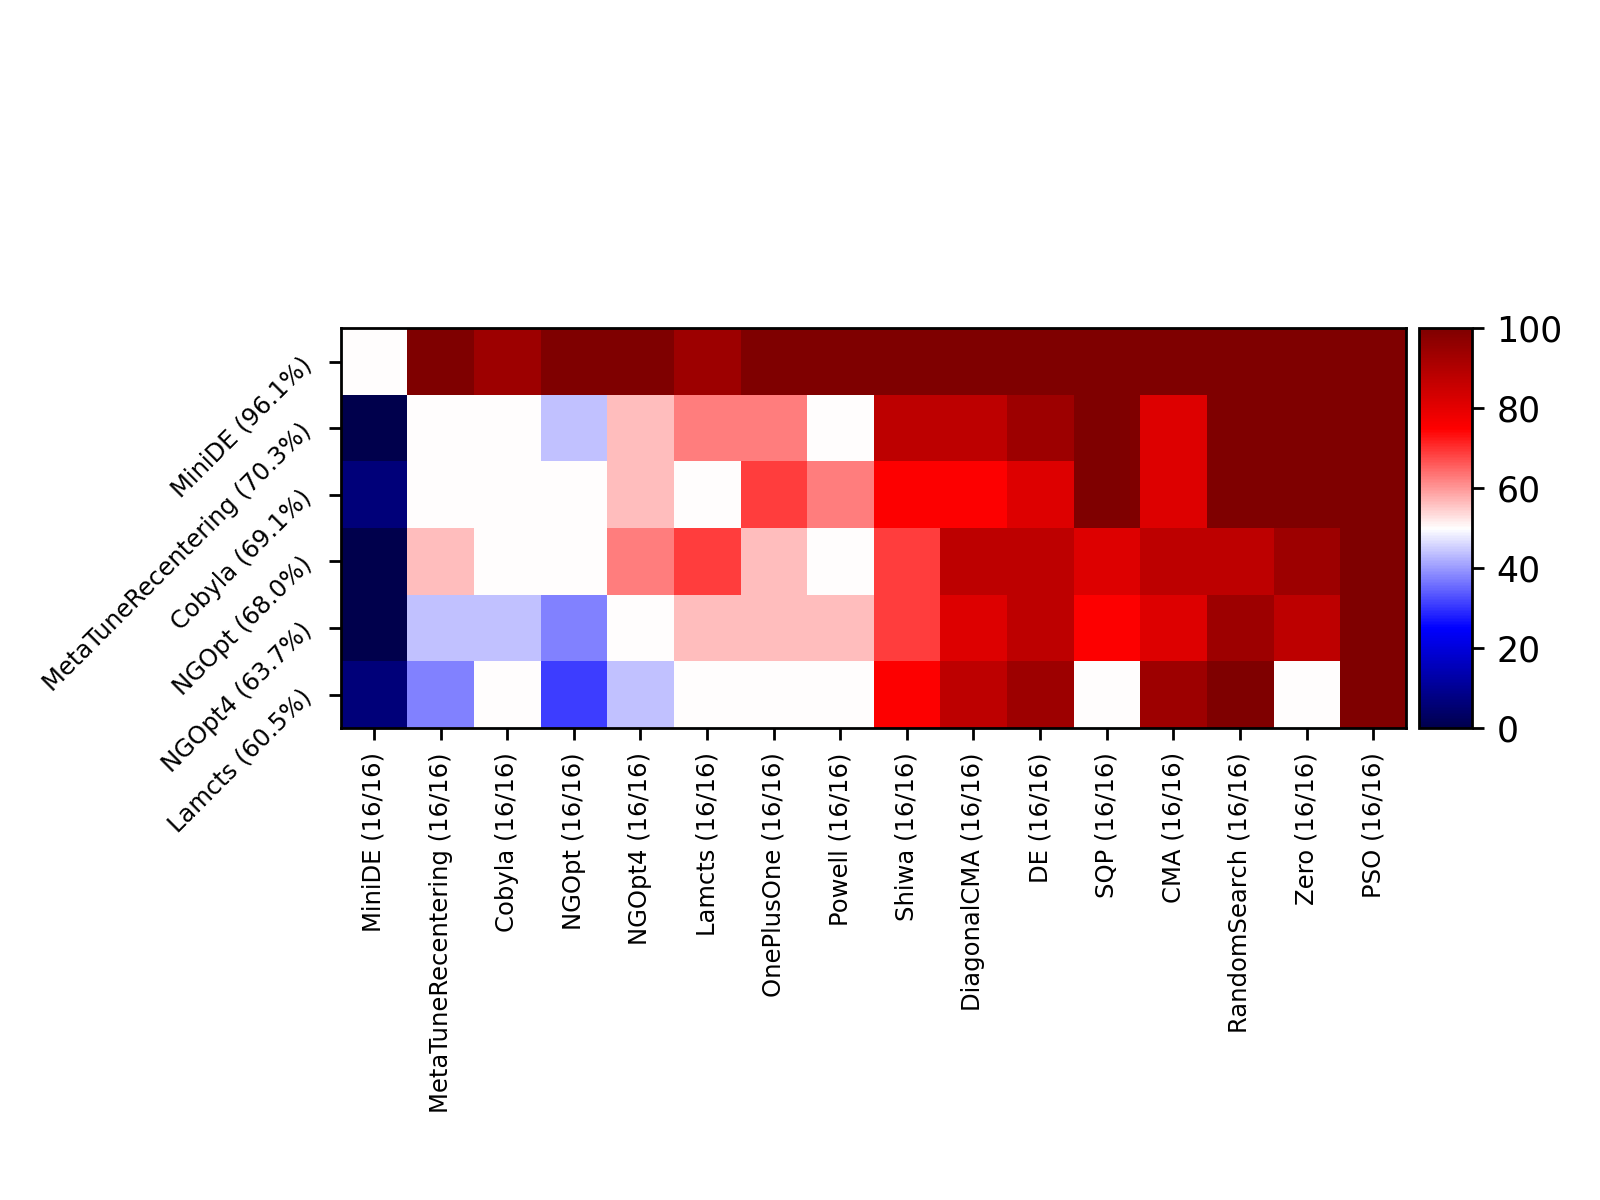 MiniDE (96.1%)
MetaTuneRecentering (70.3%)
Cobyla (69.1%)
NGOpt (68.0%)
NGOpt4 (63.7%)
Lamcts (60.5%)
MiniDE (16/16)
MetaTuneRecentering (16/16)
Cobyla (16/16)
NGOpt (16/16)
NGOpt4 (16/16)
Lamcts (16/16)
OnePlusOne (16/16)
Powell (16/16)
Shiwa (16/16)
DiagonalCMA (16/16)
DE (16/16)
SQP (16/16)
CMA (16/16)
RandomSearch (16/16)
Zero (16/16)
PSO (16/16)
100
80
60
40
20
0